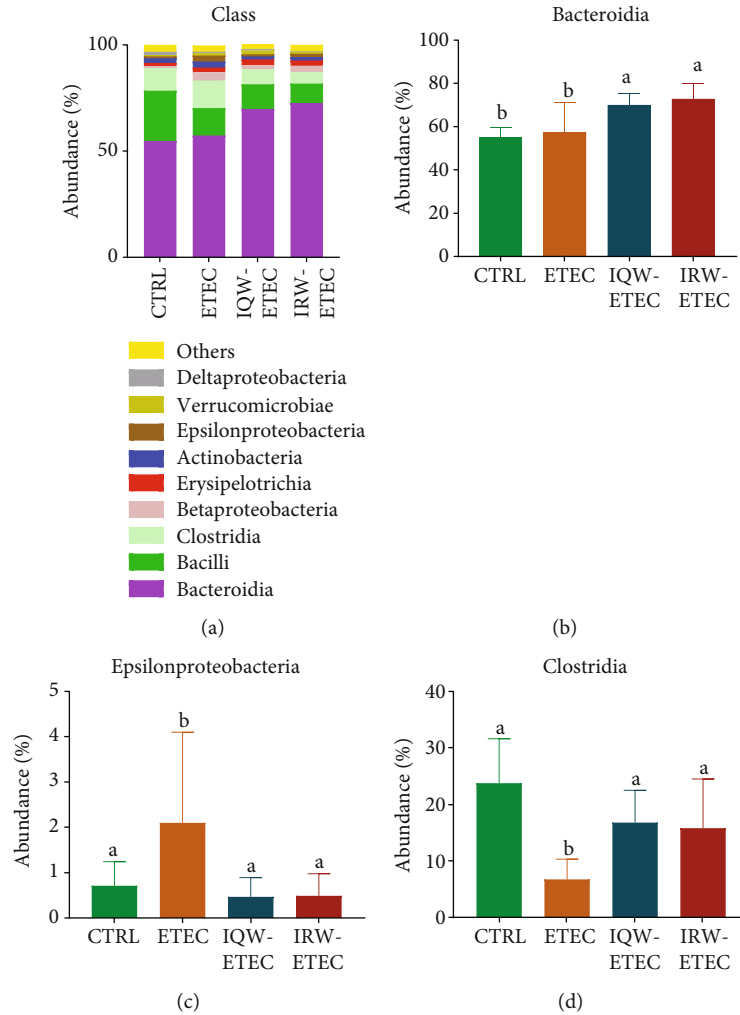 Class
Abundance (%)
100
50
0
CTRL
ETEC
IQW-
ETEC
IRW-
ETEC
Others
Deltaproteobacteria
Verrucomicrobiae
Epsilonproteobacteria
Actinobacteria
Erysipelotrichia
Betaproteobacteria
Clostridia
Bacilli
Bacteroidia
(a)
Bacteroidia
Abundance (%)
100
80
60
40
20
0
b
b
a
a
CTRL
ETEC
IQW-
ETEC
IRW-
ETEC
(b)
Epsilonproteobacteria
Abundance (%)
5
4
3
2
1
0
a
b
a
a
CTRL
ETEC
IQW-
ETEC
IRW-
ETEC
(c)
Clostridia
Abundance (%)
40
30
20
10
0
a
b
a
a
CTRL
ETEC
IQW-
ETEC
IRW-
ETEC
(d)